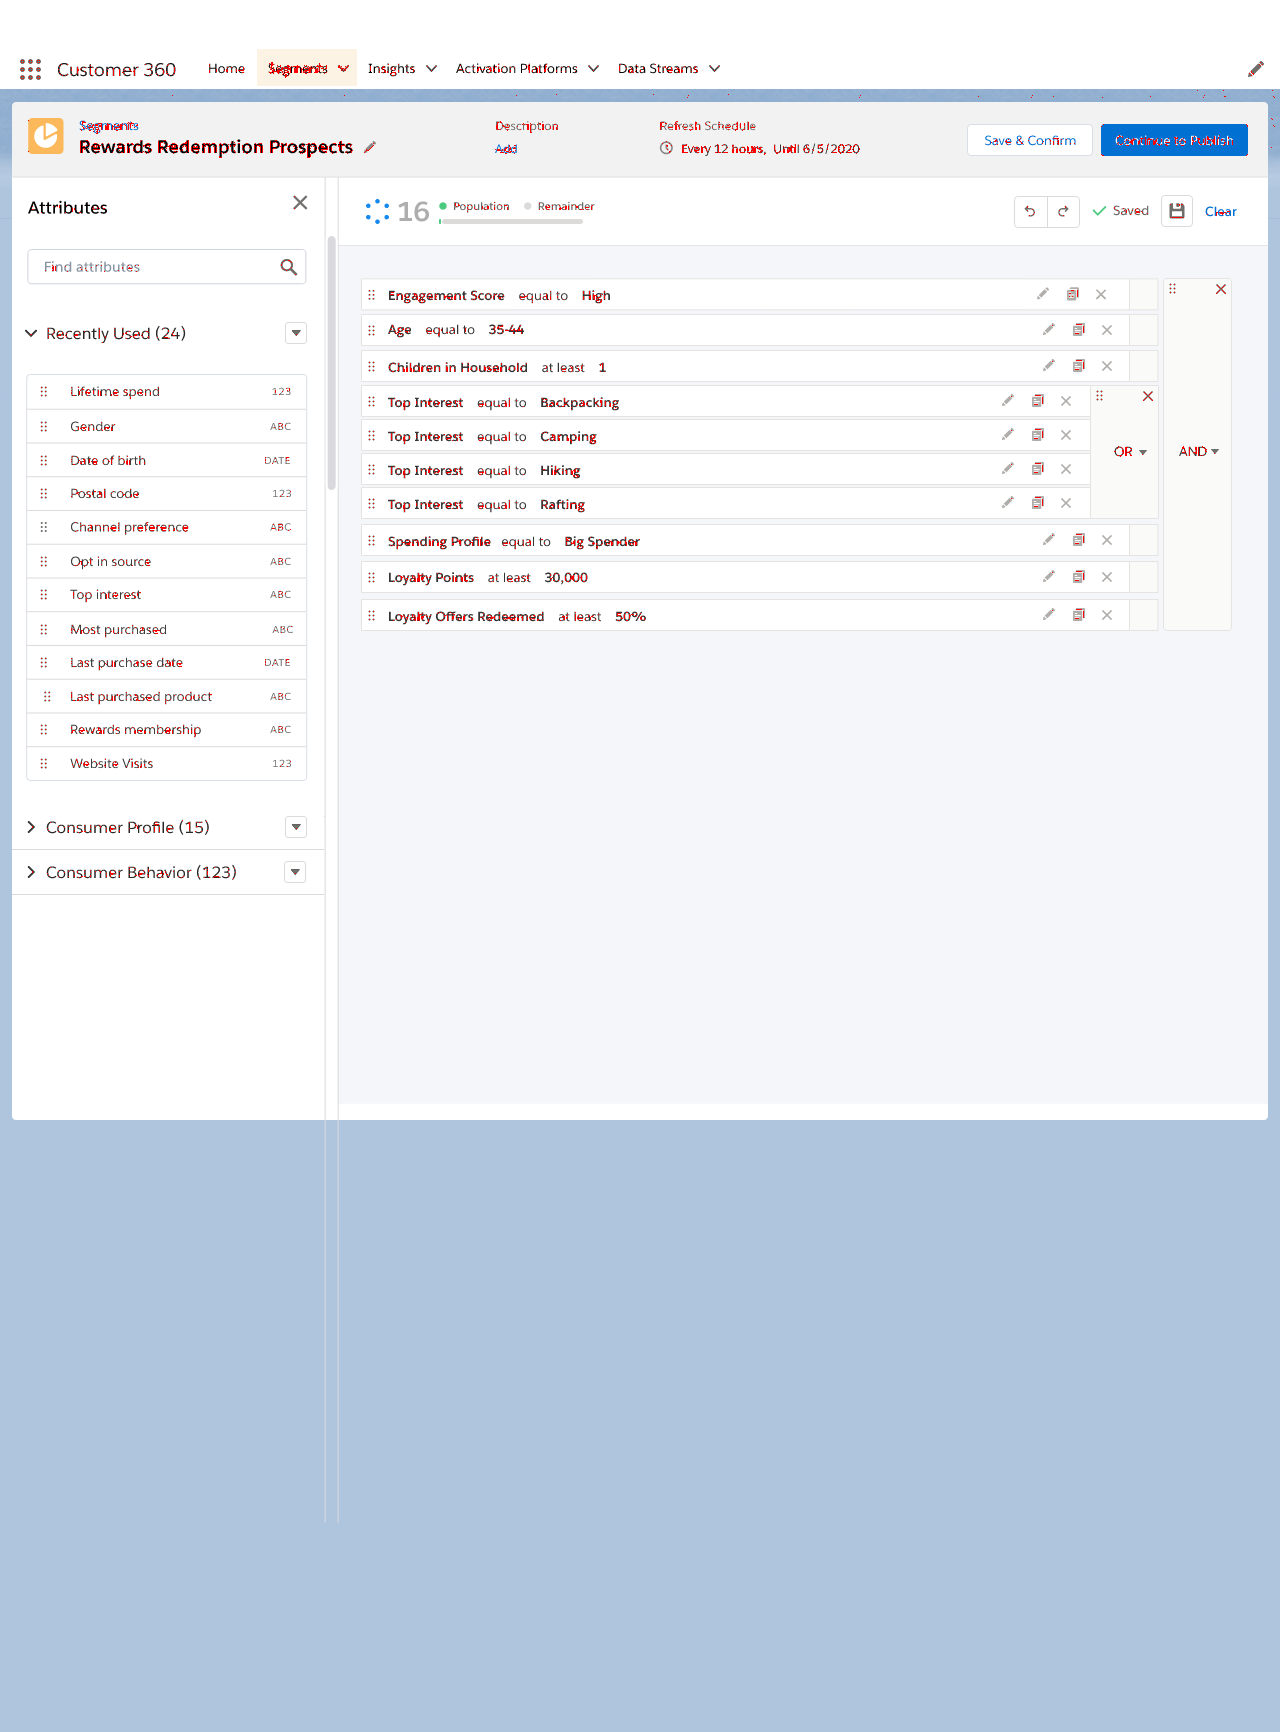 Customer 360 Home Segments Insights Activation Platforms Data Streams
Segments Description Refresh Schedule
Rewards Redemption Prospects Add Every 12 hours, Until 6/5/2020
Save & Confirm Continue to Publish
Attributes
16 Population Remainder Saved Clear
Find attributes
Recently Used (24)
Lifetime spend 123
Gender ABC
Date of birth DATE
Postal code 123
Channel preference ABC
Opt in source ABC
Top interest ABC
Most purchased ABC
Last purchase date DATE
Last purchased product ABC
Rewards membership ABC
Website Visits 123
Consumer Profile (15)
Consumer Behavior (123)
Engagement Score equal to High
Age equal to 35-44
Children in Household at least 1
Top Interest equal to Backpacking
Top Interest equal to Camping
Top Interest equal to Hiking
Top Interest equal to Rafting
OR AND
Spending Profile equal to Big Spender
Loyalty Points at least 30,000
Loyalty Offers Redeemed at least 50%